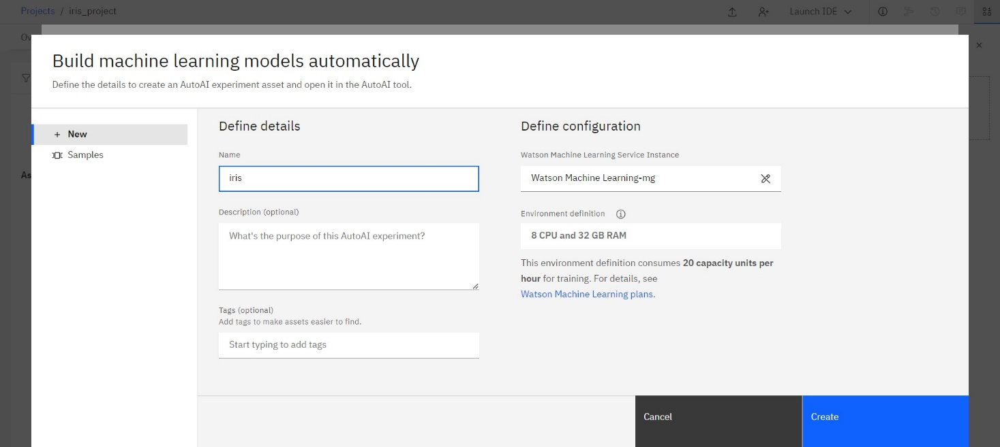 Projects / iris_project
Launch IDE
Ov
Build machine learning models automatically
Define the details to create an AutoAI experiment asset and open it in the AutoAI tool.
+ New
Samples
As
Define details
Name
iris
Description (optional)
What's the purpose of this AutoAI experiment?
Tags (optional)
Add tags to make assets easier to find.
Start typing to add tags
Define configuration
Watson Machine Learning Service Instance
Watson Machine Learning-mg
Environment definition
8 CPU and 32 GB RAM
This environment definition consumes 20 capacity units per
hour for training. For details, see
Watson Machine Learning plans.
Cancel
Create